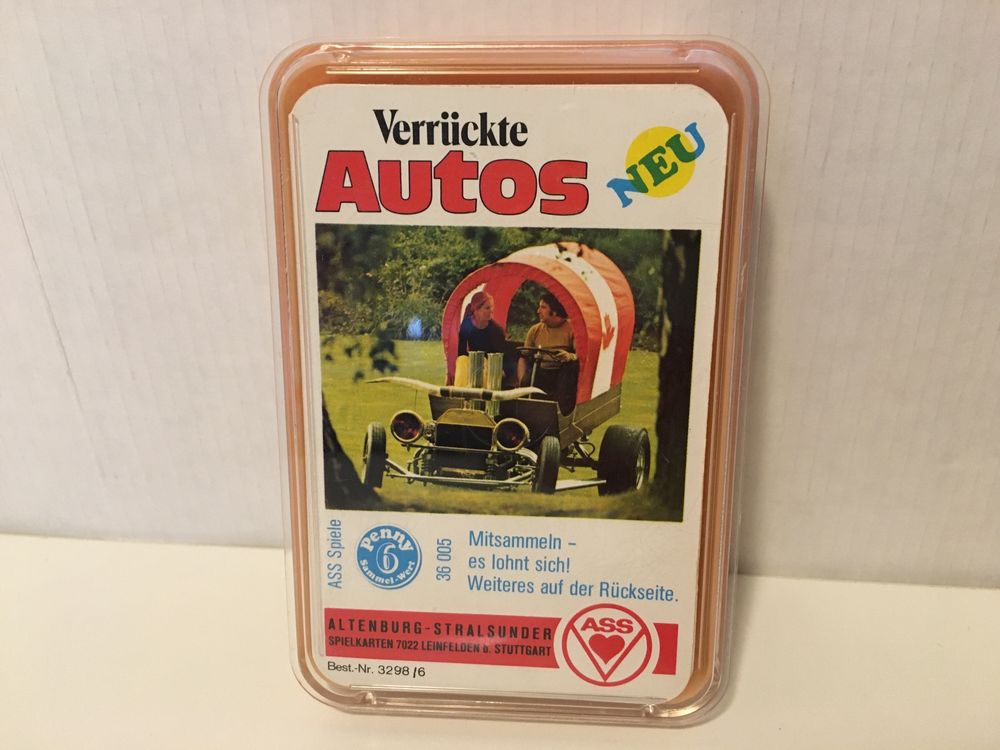 Verrückte
Autos
NEU
ASS Spiele
Penny
6
Sammel-Wert
36 005
Mitsammeln –
es lohnt sich!
Weiteres auf der Rückseite.
ALTENBURG-STRALSUNDER
SPIELKARTEN 7022 LEINFELDEN b. STUTTGART
ASS
Best.-Nr. 3298/6